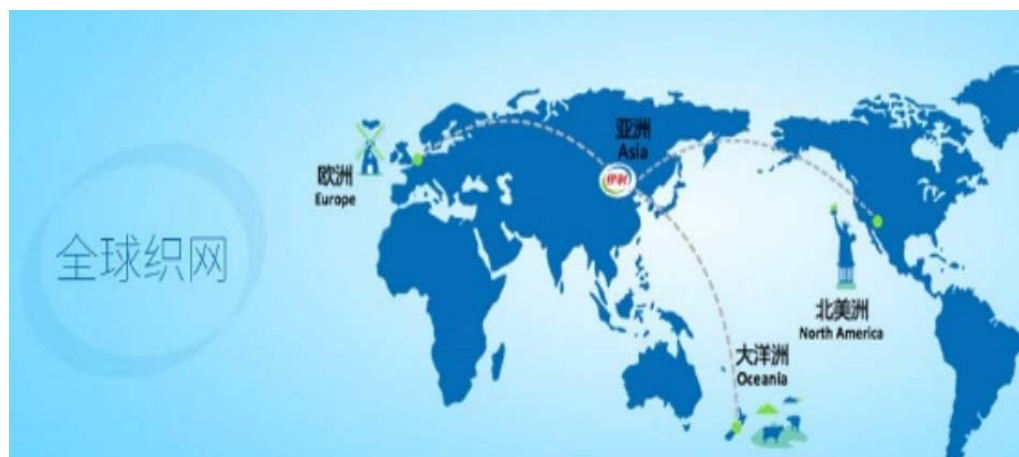 全球织网
欧洲
Europe
亚洲
Asia
伊利
北美洲
North America
大洋洲
Oceania